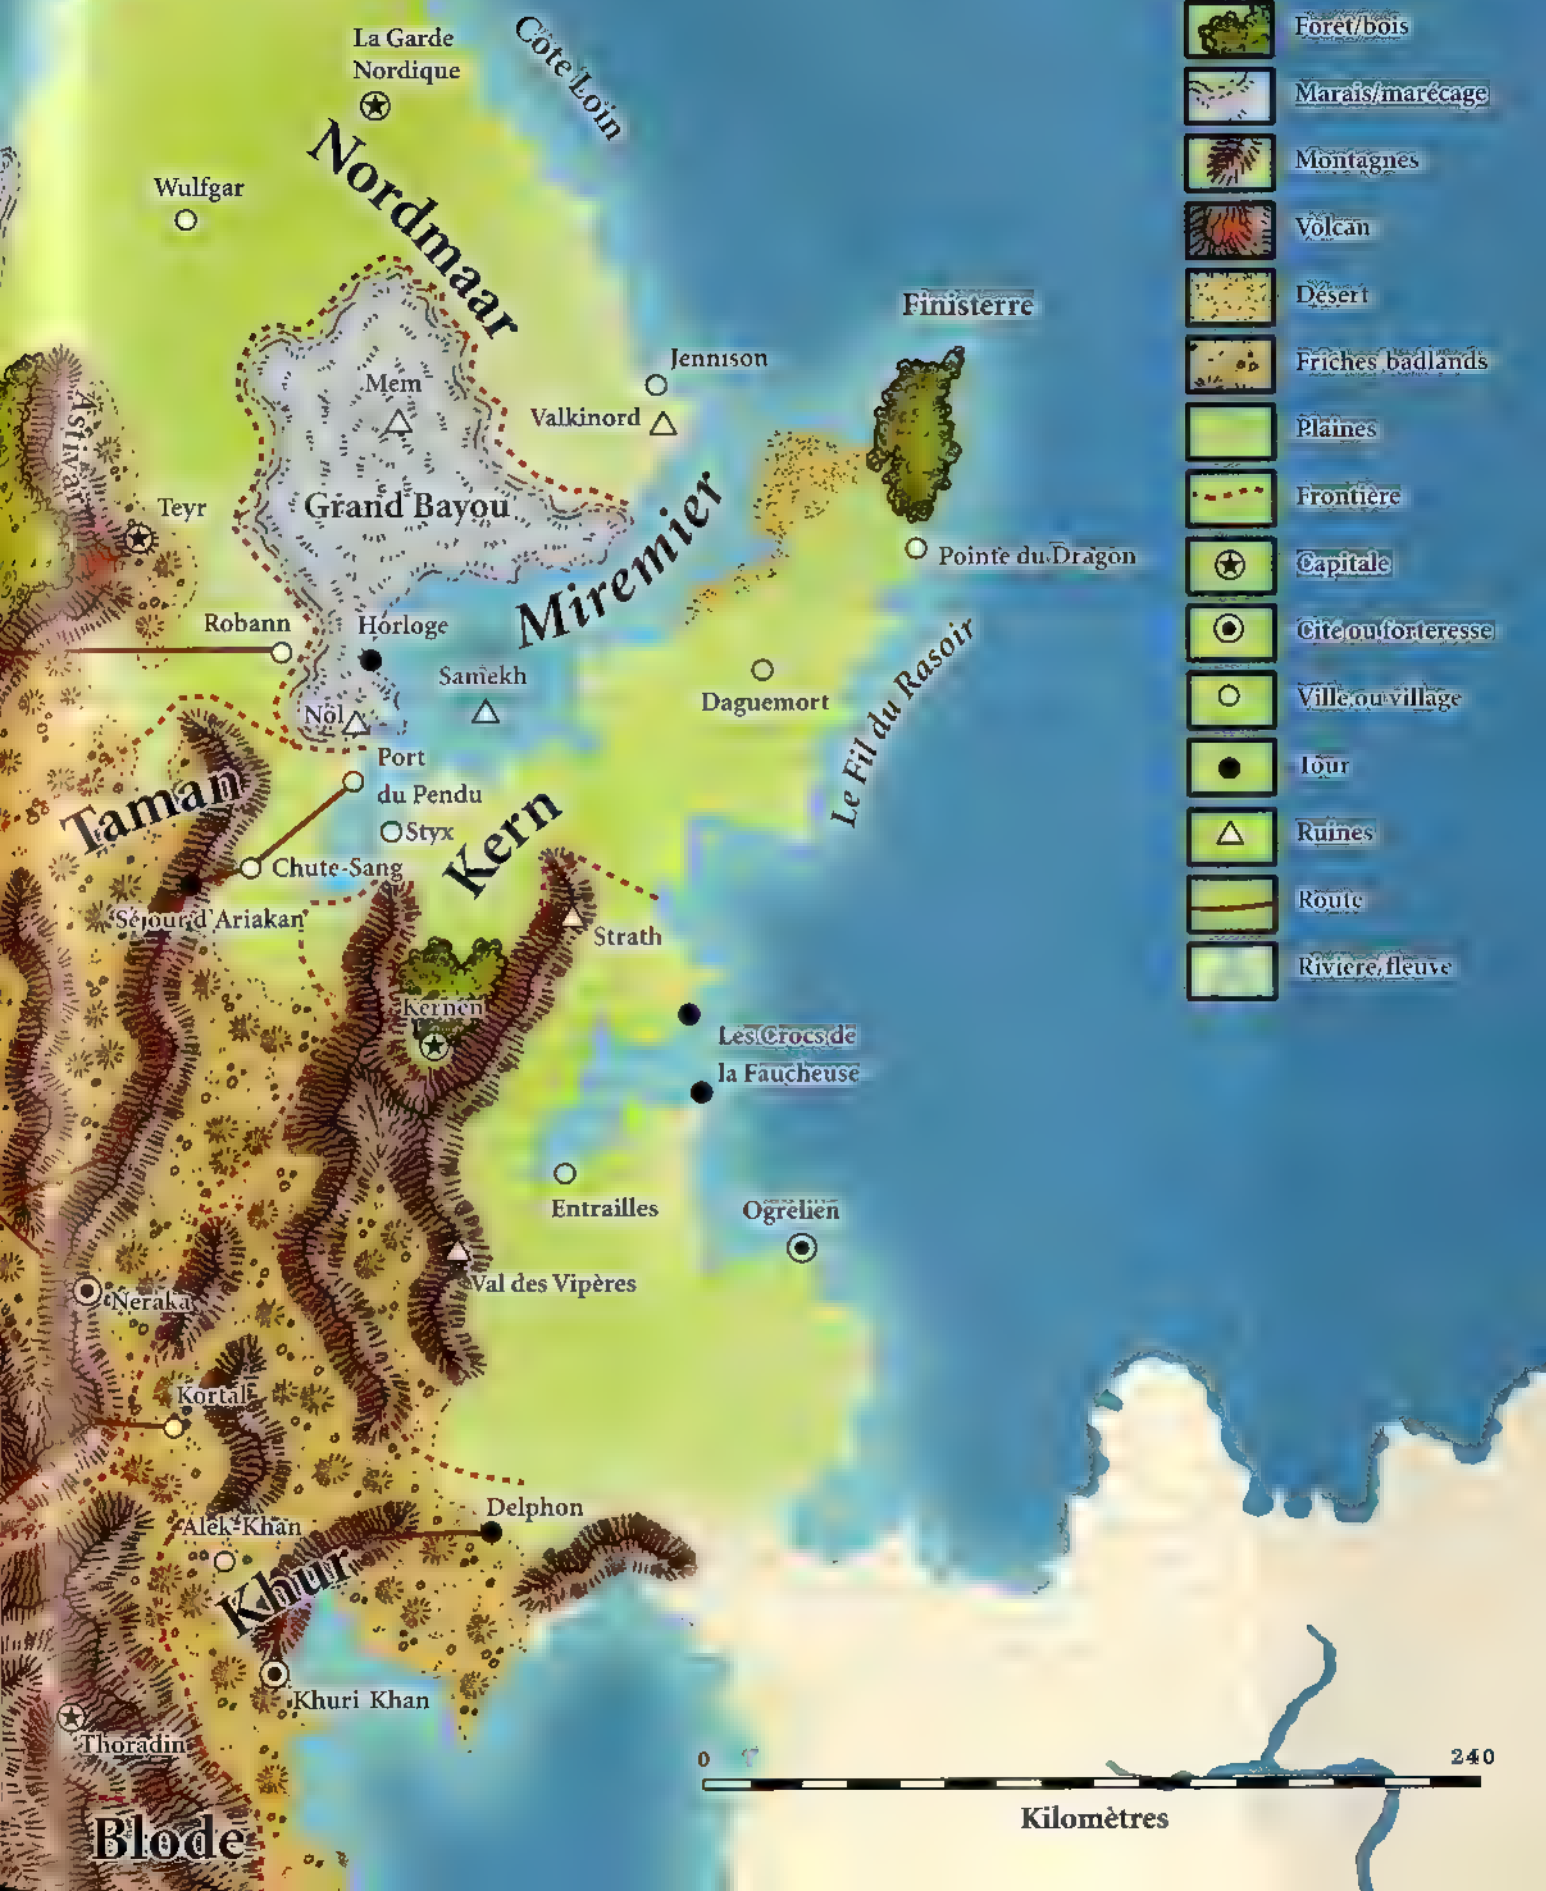 La Garde
Nordique
Côte Loin
Nordmaar
Wulfgar
Finisterre
Jennison
Mem
Valkinord
Astivar
Grand Bayou
Teyr
Miremier
Pointe du Dragon
Robann
Horloge
Samekh
Daguemort
Le Fil du Rasoir
Nol
Port
du Pendu
Taman
Styx
Kern
Chute-Sang
Séjour d'Ariakan
Strath
Kernen
Les Crocs de
la Faucheuse
Entrailles
Ogrelien
Val des Vipères
Neraka
Kortal
Delphon
Alek-Khan
Khur
Khuri Khan
Thoradin
Blode
Forêt/bois
Marais/marécage
Montagnes
Volcan
Désert
Friches, badlands
Plaines
Frontière
Capitale
Cité ou forteresse
Ville ou village
Tour
Ruines
Route
Rivière, fleuve
0
240
Kilomètres